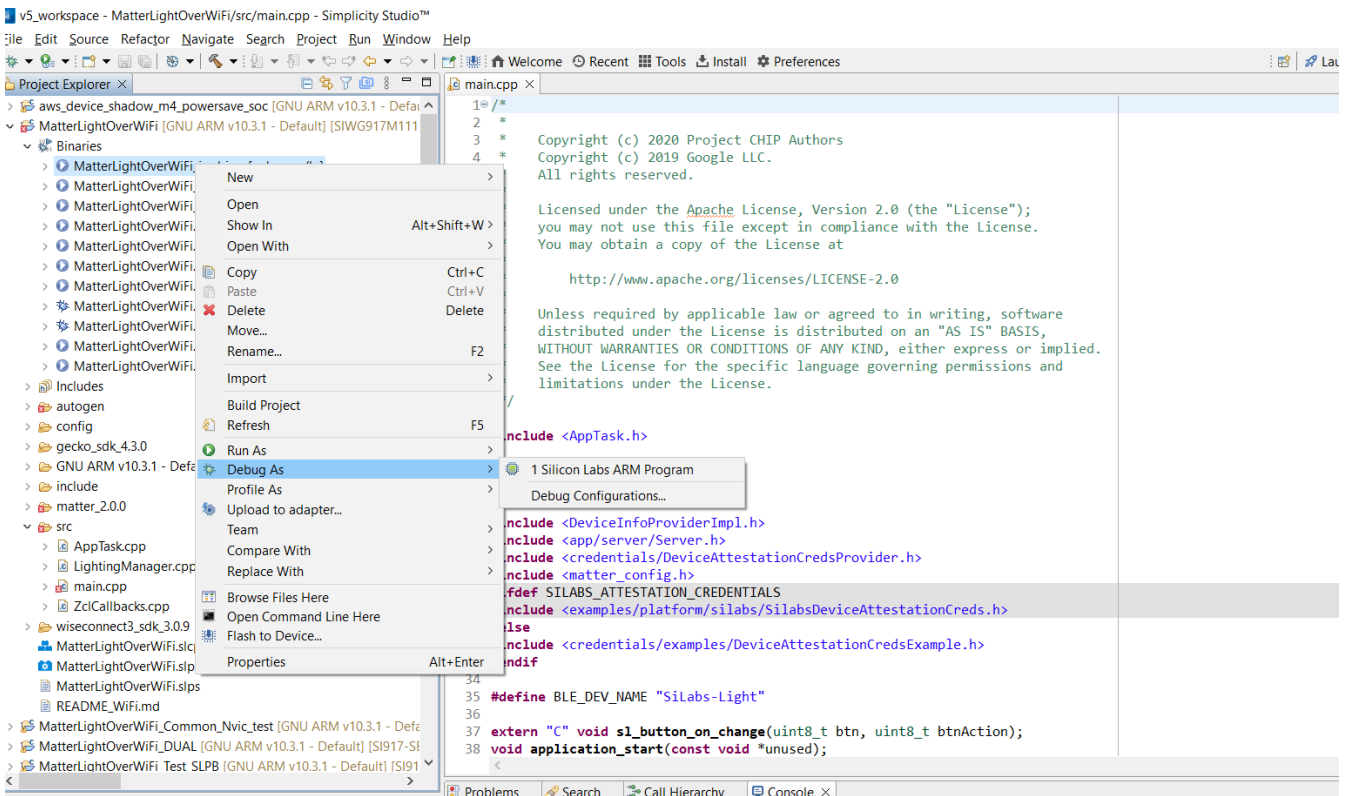 v5_workspace - MatterLightOverWiFi/src/main.cpp - Simplicity Studio™
File Edit Source Refactor Navigate Search Project Run Window Help
Welcome Recent Tools Install Preferences
Project Explorer
aws_device_shadow_m4_powersave_soc [GNU ARM v10.3.1 - Defau
MatterLightOverWiFi [GNU ARM v10.3.1 - Default] [SIWG917M111
Binaries
MatterLightOverWiFi
MatterLightOverWiFi
MatterLightOverWiFi
MatterLightOverWiFi.
MatterLightOverWiFi.
MatterLightOverWiFi.
MatterLightOverWiFi.
MatterLightOverWiFi.
MatterLightOverWiFi.
MatterLightOverWiFi.
MatterLightOverWiFi.
Includes
autogen
config
gecko_sdk_4.3.0
GNU ARM v10.3.1 - Defa
include
matter_2.0.0
src
AppTask.cpp
LightingManager.cpp
main.cpp
ZclCallbacks.cpp
wiseconnect3_sdk_3.0.9
MatterLightOverWiFi.slcp
MatterLightOverWiFi.slp
MatterLightOverWiFi.slps
README_WiFi.md
MatterLightOverWiFi_Common_Nvic_test [GNU ARM v10.3.1 - Defa
MatterLightOverWiFi_DUAL [GNU ARM v10.3.1 - Default] [SI917-SB
MatterLightOverWiFi_Test_SLPB [GNU ARM v10.3.1 - Default] [SI91
New
Open
Show In Alt+Shift+W
Open With
Copy Ctrl+C
Paste Ctrl+V
Delete Delete
Move...
Rename... F2
Import
Build Project
Refresh F5
Run As
Debug As
Profile As
Upload to adapter...
Team
Compare With
Replace With
Browse Files Here
Open Command Line Here
Flash to Device...
Properties Alt+Enter
1 Silicon Labs ARM Program
Debug Configurations...
main.cpp
1 /*
2 *
3 * Copyright (c) 2020 Project CHIP Authors
4 * Copyright (c) 2019 Google LLC.
All rights reserved.
Licensed under the Apache License, Version 2.0 (the "License");
you may not use this file except in compliance with the License.
You may obtain a copy of the License at
http://www.apache.org/licenses/LICENSE-2.0
Unless required by applicable law or agreed to in writing, software
distributed under the License is distributed on an "AS IS" BASIS,
WITHOUT WARRANTIES OR CONDITIONS OF ANY KIND, either express or implied.
See the License for the specific language governing permissions and
limitations under the License.
/
nclude <AppTask.h>
nclude <DeviceInfoProviderImpl.h>
nclude <app/server/Server.h>
nclude <credentials/DeviceAttestationCredsProvider.h>
nclude <matter_config.h>
fdef SILABS_ATTESTATION_CREDENTIALS
nclude <examples/platform/silabs/SilabsDeviceAttestationCreds.h>
lse
nclude <credentials/examples/DeviceAttestationCredsExample.h>
ndif
34
35 #define BLE_DEV_NAME "SiLabs-Light"
36
37 extern "C" void sl_button_on_change(uint8_t btn, uint8_t btnAction);
38 void application_start(const void *unused);
Problems Search Call Hierarchy Console